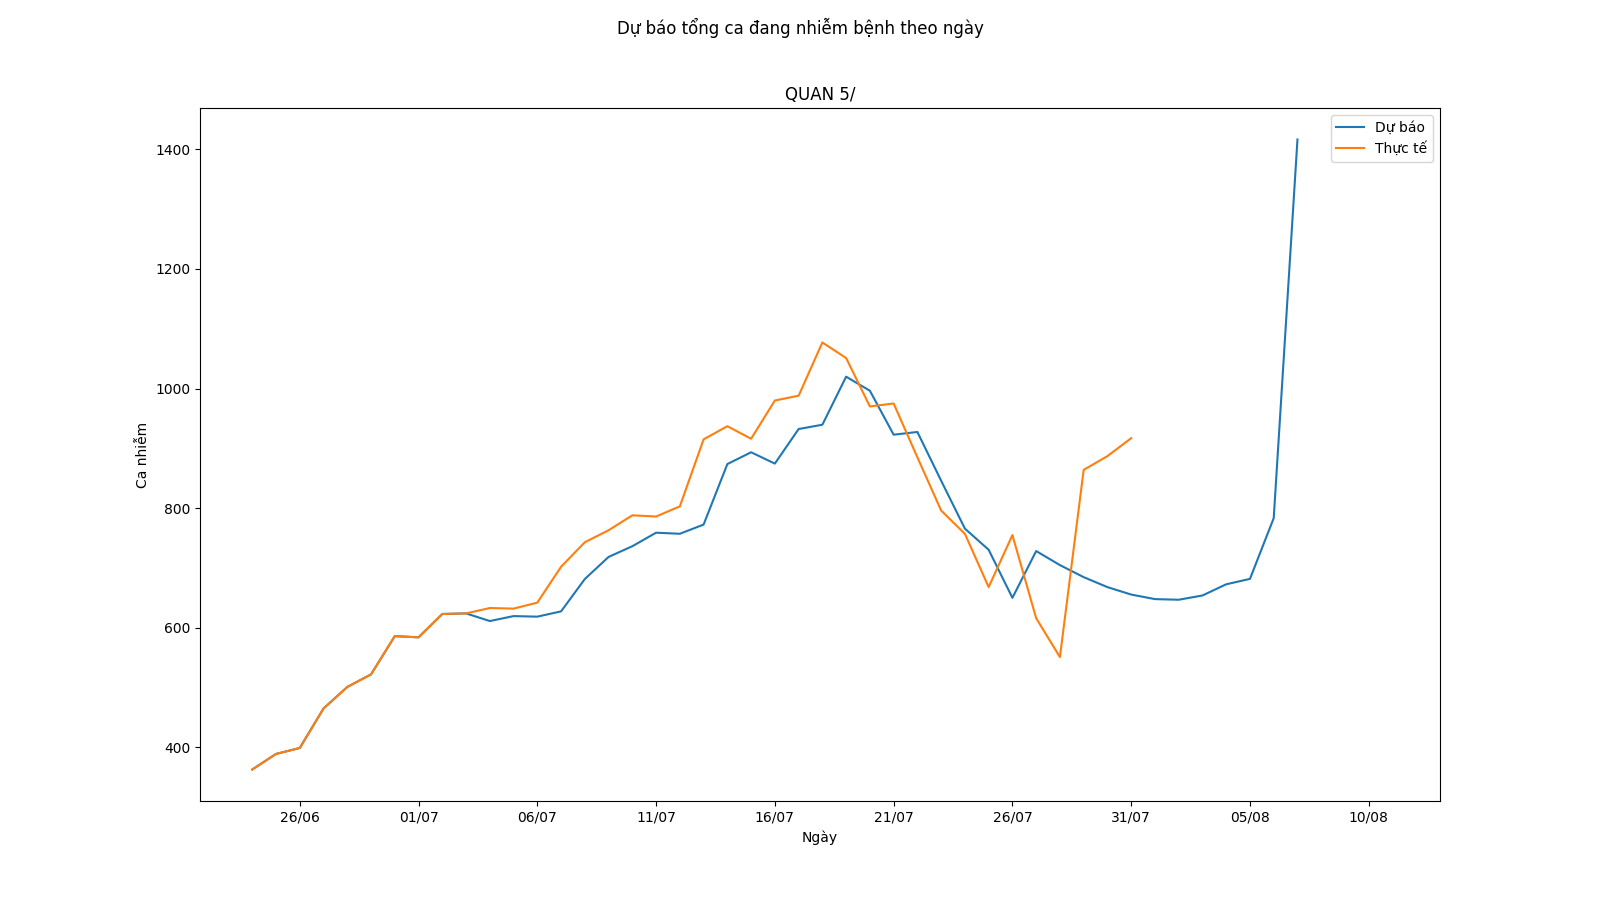 Dự báo tổng ca đang nhiễm bệnh theo ngày
QUAN 5/
Dự báo
Thực tế
1400
1200
1000
800
600
400
Ca nhiễm
26/06
01/07
06/07
11/07
16/07
21/07
26/07
31/07
05/08
10/08
Ngày